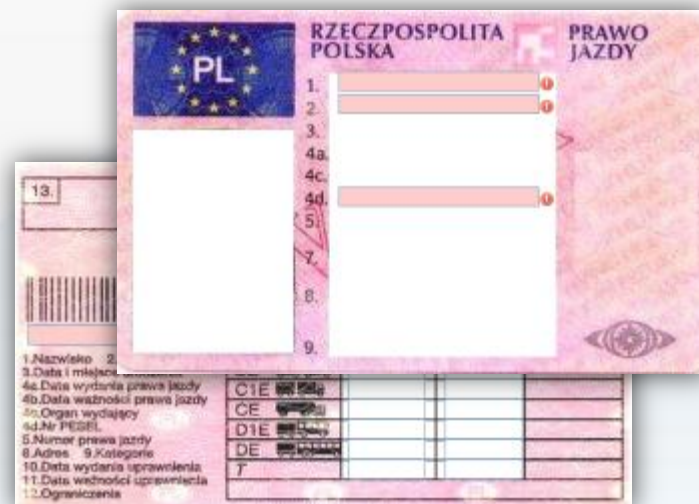 PL
RZECZPOSPOLITA
POLSKA
PRAWO
JAZDY
1.
2.
3.
4a.
4c.
4d.
5.
7.
8.
9.
13.
1.Nazwisko 2.
3.Data i miejsce
4a.Data wydania prawa jazdy
4b.Data ważności prawa jazdy
4c.Organ wydający
4d.Nr PESEL
5.Numer prawa jazdy
8.Adres 9.Kategorie
10.Data wydania uprawnienia
11.Data ważności uprawnienia
12.Ograniczenia
C1E
CE
D1E
DE
T